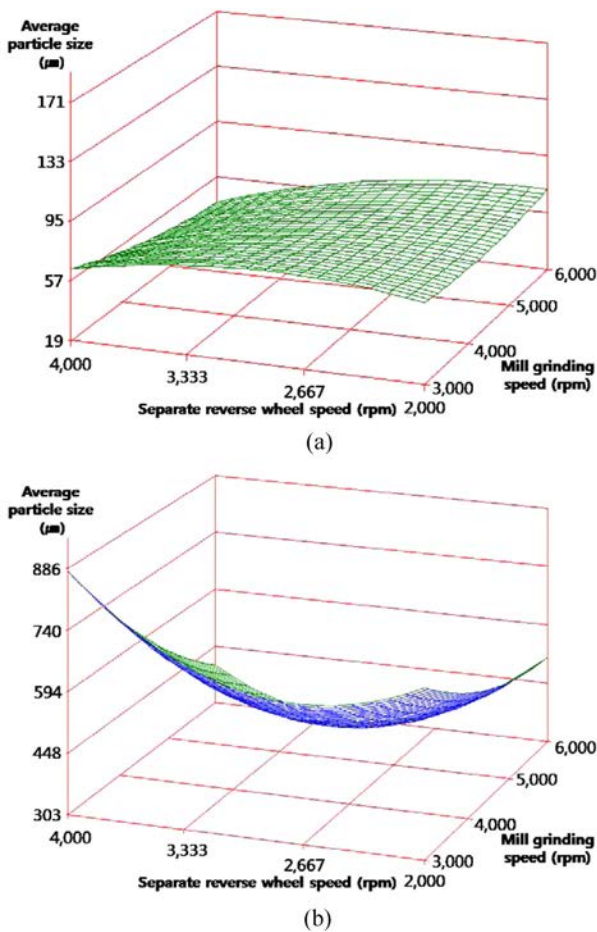 Average
particle size
(㎛)
171
133
95
57
19
4,000
3,333
2,667
2,000
3,000
4,000
5,000
6,000
Separate reverse wheel speed (rpm)
Mill grinding
speed (rpm)
(a)
Average
particle size
(㎛)
886
740
594
448
303
4,000
3,333
2,667
2,000
3,000
4,000
5,000
6,000
Separate reverse wheel speed (rpm)
Mill grinding
speed (rpm)
(b)